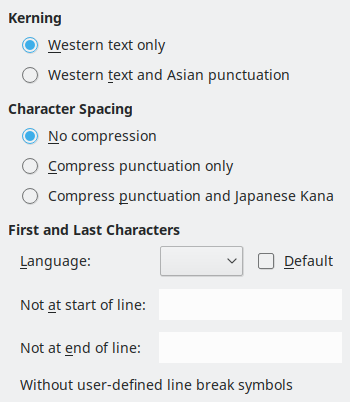 Kerning
Western text only
Western text and Asian punctuation
Character Spacing
No compression
Compress punctuation only
Compress punctuation and Japanese Kana
First and Last Characters
Language:
Default
Not at start of line:
Not at end of line:
Without user-defined line break symbols